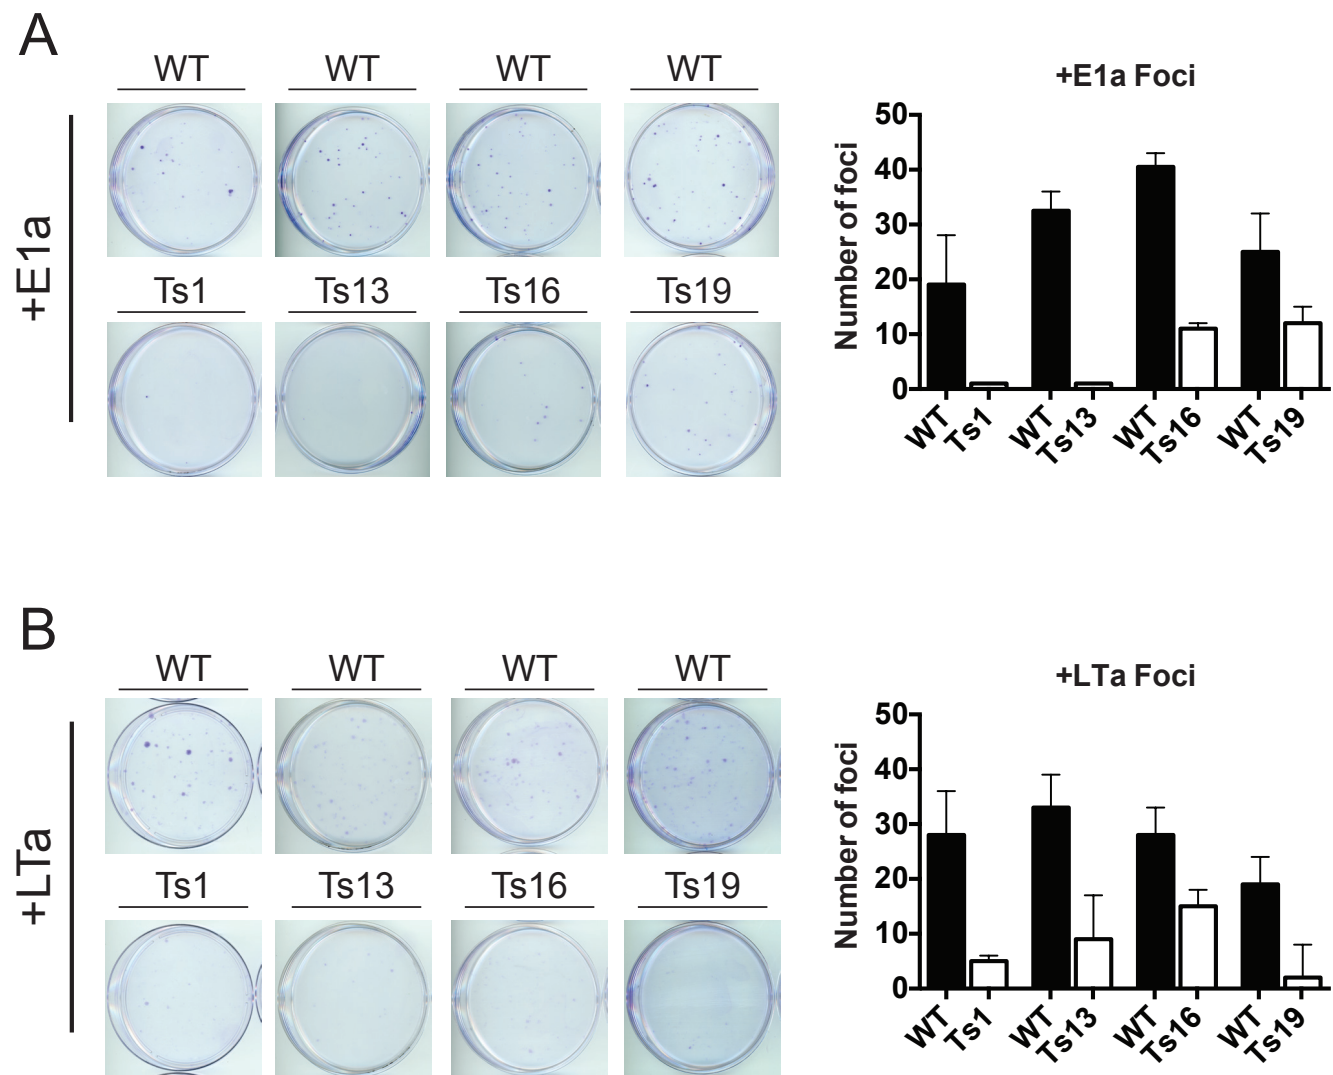 A
WT WT WT WT
+E1a
Ts1 Ts13 Ts16 Ts19
+E1a Foci
Number of foci
50
40
30
20
10
0
WT Ts1 WT Ts13 WT Ts16 WT Ts19
B
WT WT WT WT
+LTa
Ts1 Ts13 Ts16 Ts19
+LTa Foci
Number of foci
50
40
30
20
10
0
WT Ts1 WT Ts13 WT Ts16 WT Ts19